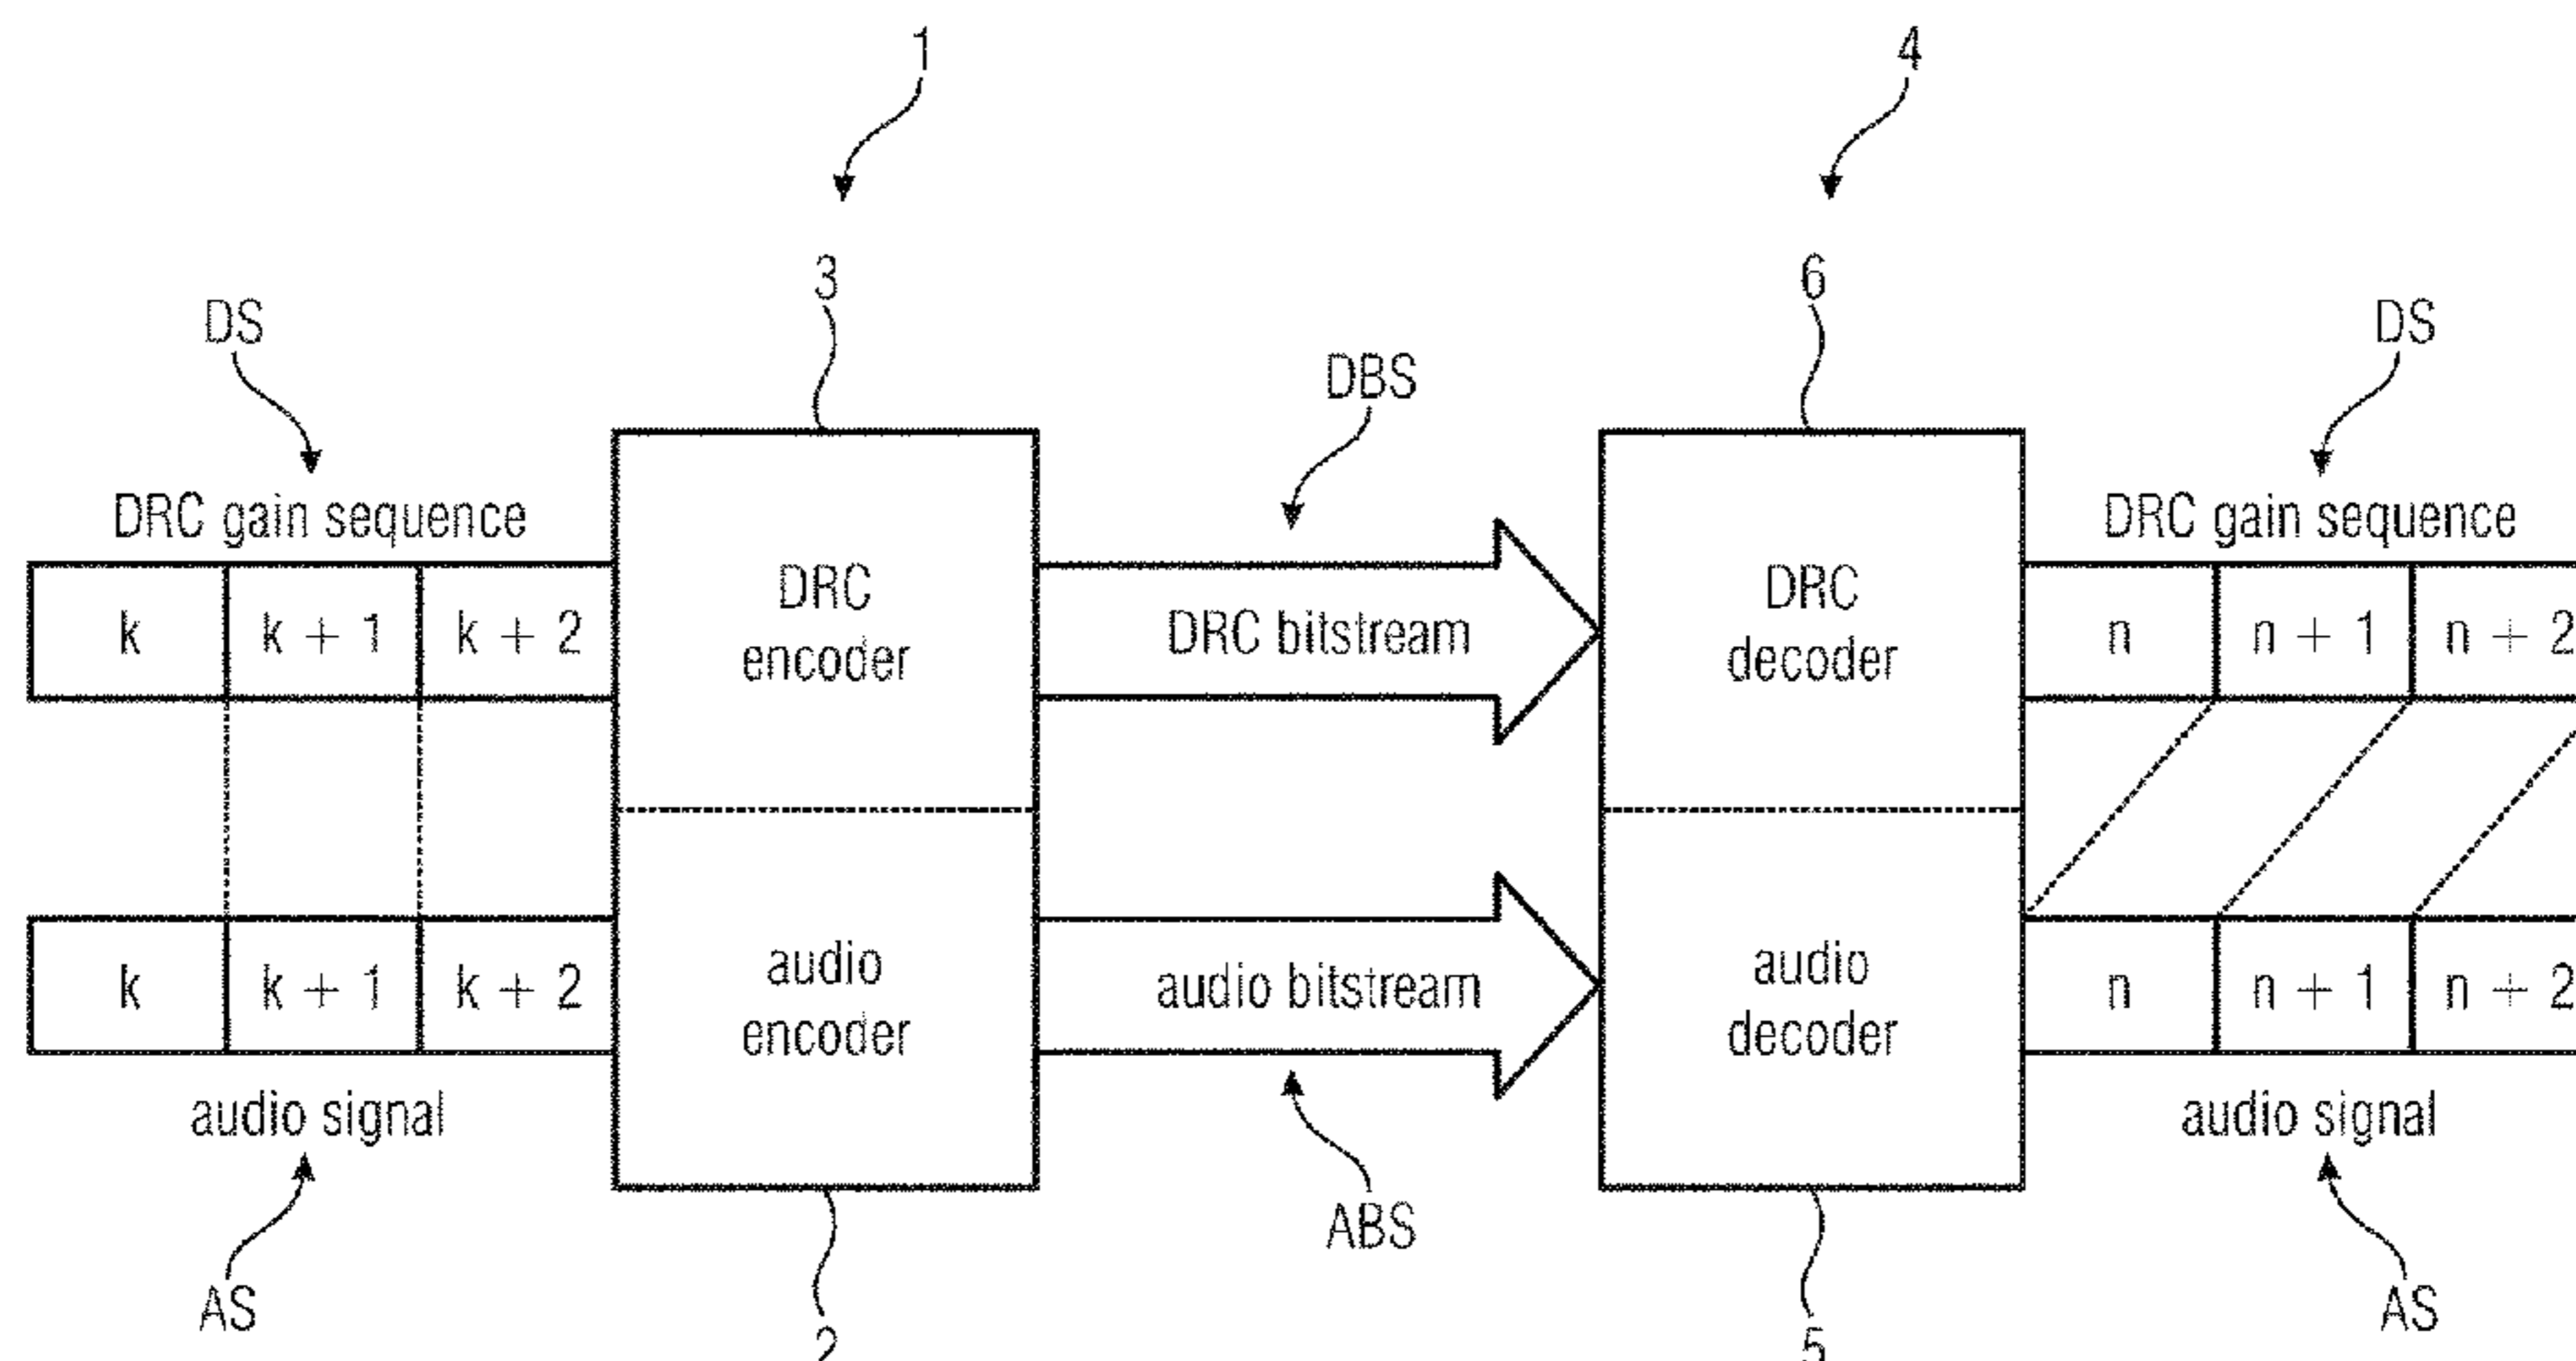 1
4
3
6
DS
DBS
DS
DRC gain sequence
DRC gain sequence
k
k + 1
k + 2
DRC
encoder
DRC bitstream
DRC
decoder
n
n + 1
n + 2
k
k + 1
k + 2
audio
encoder
audio bitstream
audio
decoder
n
n + 1
n + 2
audio signal
audio signal
ABS
AS
AS
2
5